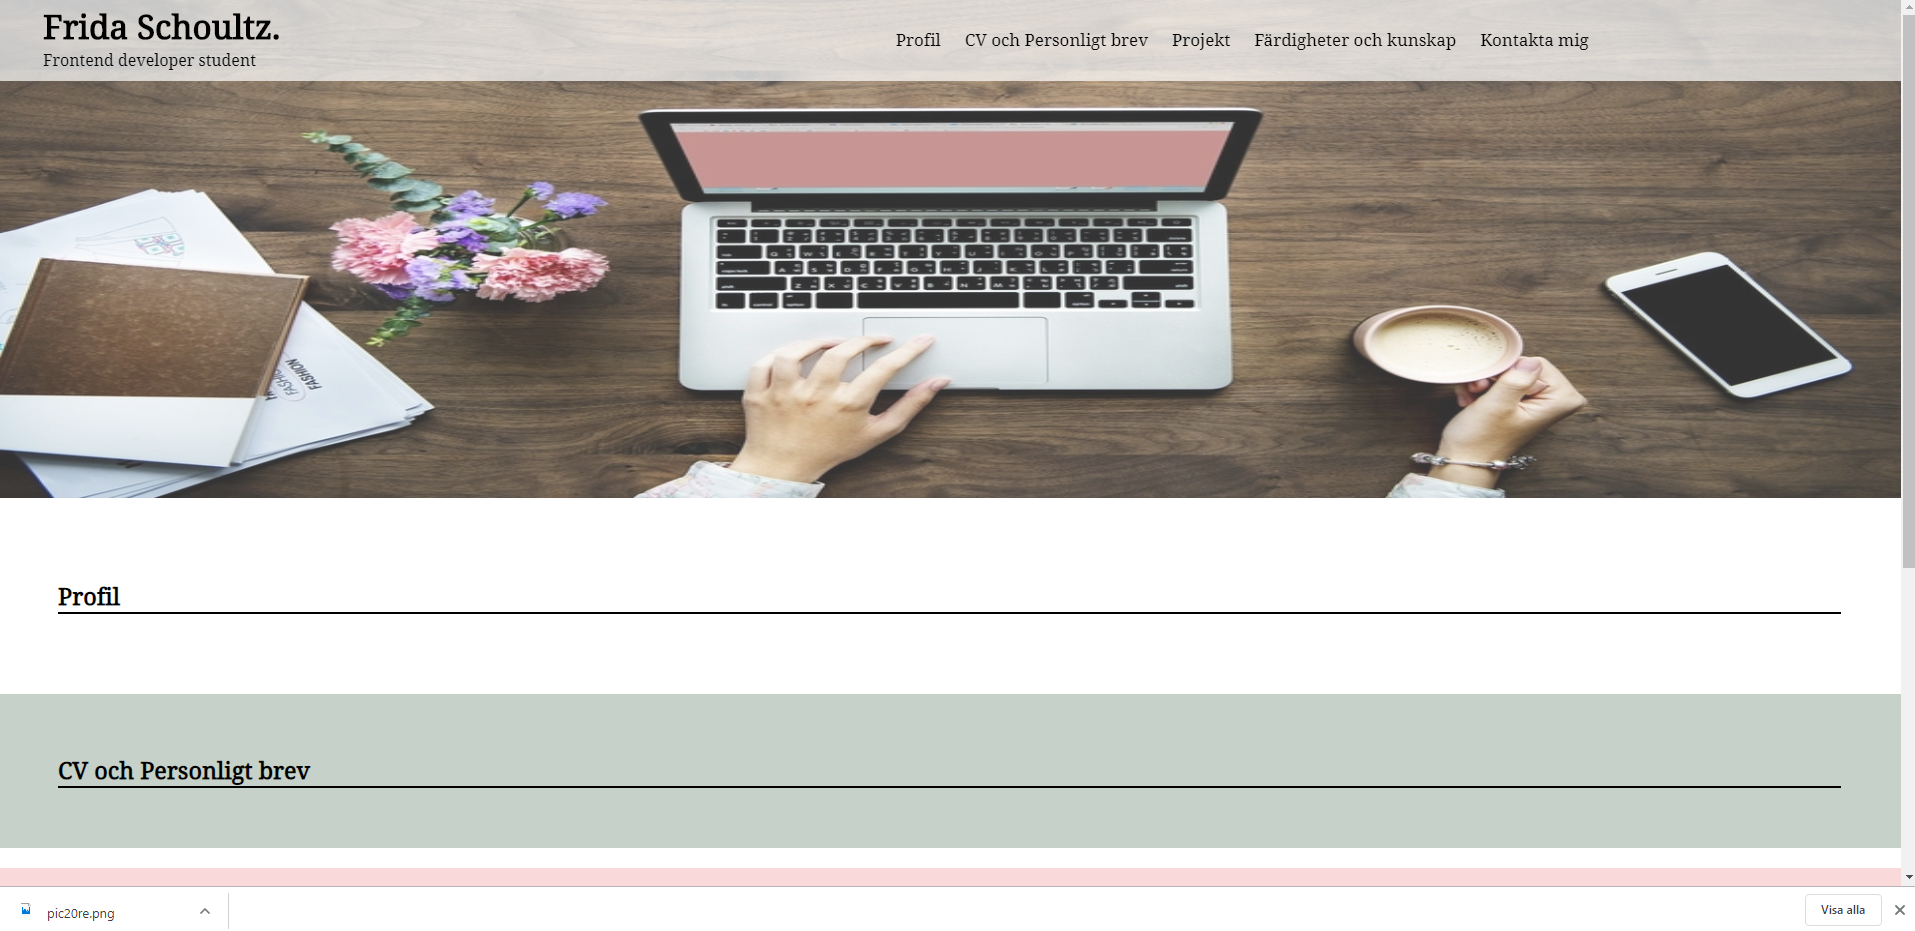 Frida Schoultz.
Frontend developer student
Profil
CV och Personligt brev
Projekt
Färdigheter och kunskap
Kontakta mig
FASHION
Profil
CV och Personligt brev
pic20re.png
Visa alla